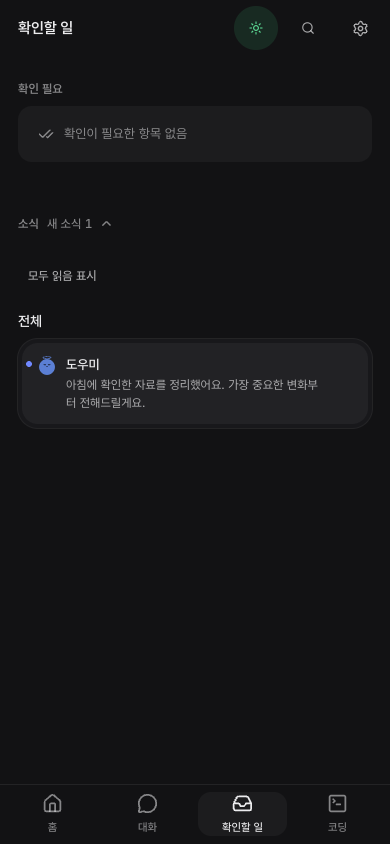 확인할 일
확인 필요
확인이 필요한 항목 없음
소식 새 소식 1
모두 읽음 표시
전체
도우미
아침에 확인한 자료를 정리했어요. 가장 중요한 변화부
터 전해드릴게요.
홈 대화 확인할 일 코딩